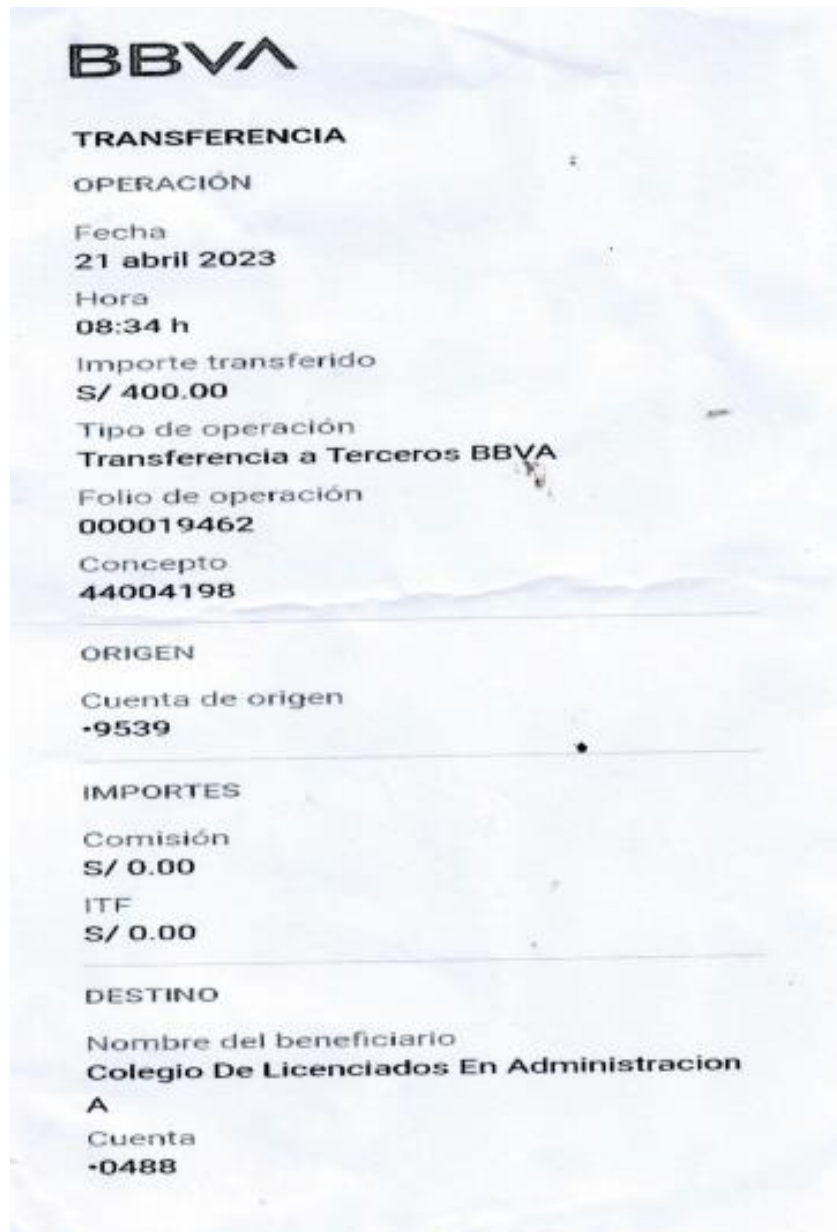 BBVA
TRANSFERENCIA
OPERACIÓN
Fecha
21 abril 2023
Hora
08:34 h
Importe transferido
S/ 400.00
Tipo de operación
Transferencia a Terceros BBVA
Folio de operación
000019462
Concepto
44004198
ORIGEN
Cuenta de origen
•9539
IMPORTES
Comisión
S/ 0.00
ITF
S/ 0.00
DESTINO
Nombre del beneficiario
Colegio De Licenciados En Administracion
A
Cuenta
•0488